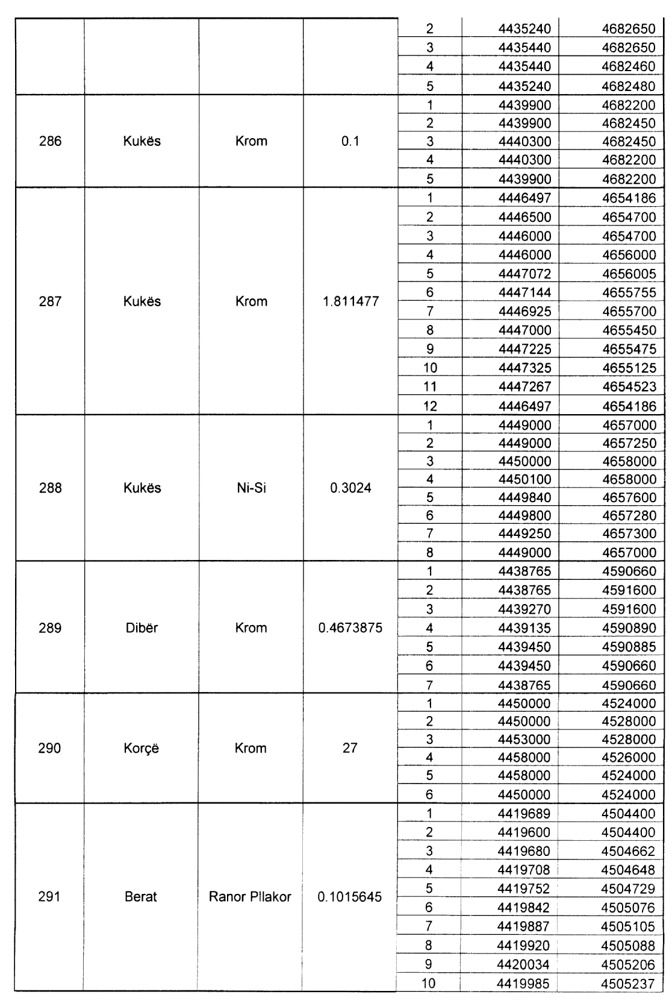 2 4435240 4682650
3 4435440 4682650
4 4435440 4682460
5 4435240 4682480
286 Kukës Krom 0.1
1 4439900 4682200
2 4439900 4682450
3 4440300 4682450
4 4440300 4682200
5 4439900 4682200
287 Kukës Krom 1.811477
1 4446497 4654186
2 4446500 4654700
3 4446000 4654700
4 4446000 4656000
5 4447072 4656005
6 4447144 4655755
7 4446925 4655700
8 4447000 4655450
9 4447225 4655475
10 4447325 4655125
11 4447267 4654523
12 4446497 4654186
288 Kukës Ni-Si 0.3024
1 4449000 4657000
2 4449000 4657250
3 4450000 4658000
4 4450100 4658000
5 4449840 4657600
6 4449800 4657280
7 4449250 4657300
8 4449000 4657000
289 Dibër Krom 0.4673875
1 4438765 4590660
2 4438765 4591600
3 4439270 4591600
4 4439135 4590890
5 4439450 4590885
6 4439450 4590660
7 4438765 4590660
290 Korçë Krom 27
1 4450000 4524000
2 4450000 4528000
3 4453000 4528000
4 4458000 4526000
5 4458000 4524000
6 4450000 4524000
291 Berat Ranor Pllakor 0.1015645
1 4419689 4504400
2 4419600 4504400
3 4419680 4504662
4 4419708 4504648
5 4419752 4504729
6 4419842 4505076
7 4419887 4505105
8 4419920 4505088
9 4420034 4505206
10 4419985 4505237